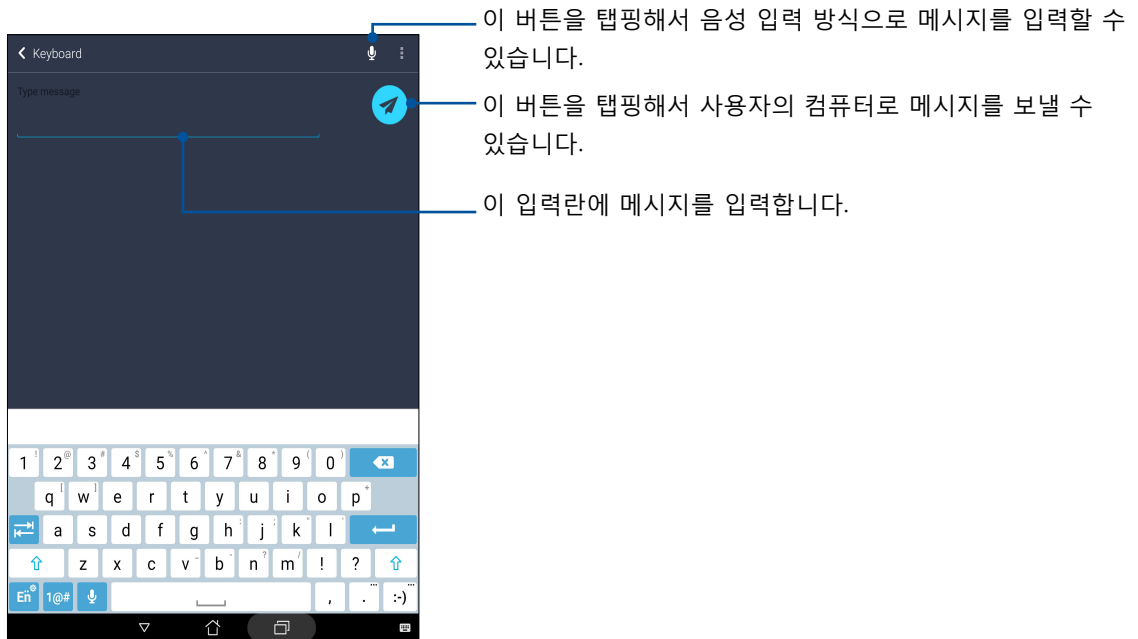 이 버튼을 탭핑해서 음성 입력 방식으로 메시지를 입력할 수
있습니다.
Keyboard
Type message
이 버튼을 탭핑해서 사용자의 컴퓨터로 메시지를 보낼 수
있습니다.
이 입력란에 메시지를 입력합니다.
1 ! 2 @ 3 # 4 $ 5 % 6 ^ 7 & 8 * 9 ( 0 )
q [ w ] e r t y u i o p +
a s d f g h : j ; k " l '
z x c v - b · n ? m / ! ?
En 1@# , . ... :-) ...